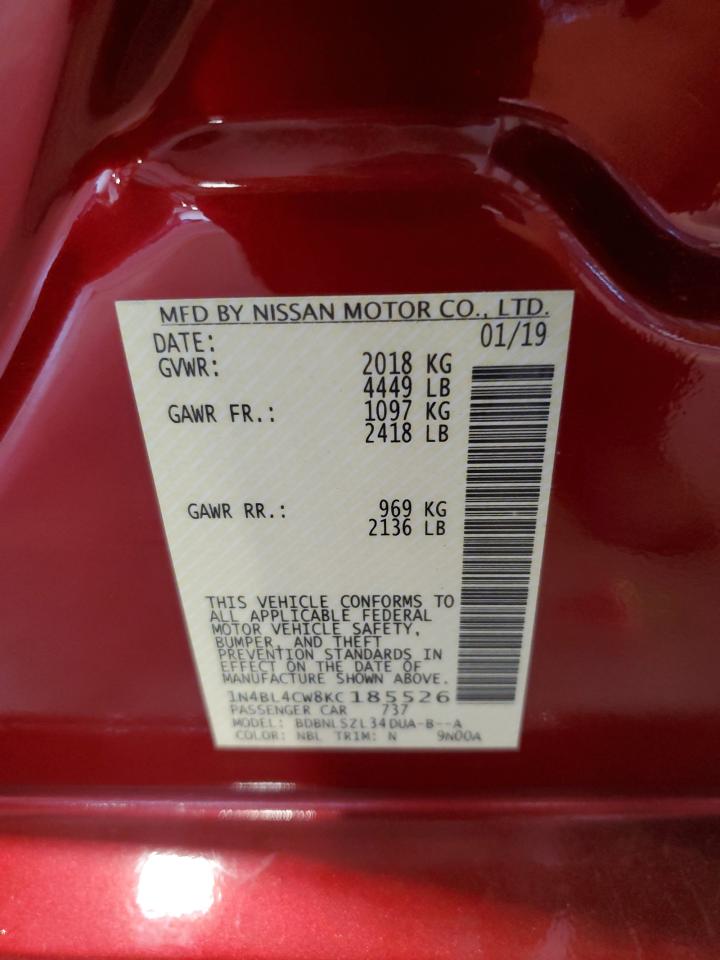 MFD BY NISSAN MOTOR CO., LTD.
DATE: 01/19
GVWR: 2018 KG
4449 LB
GAWR FR.: 1097 KG
2418 LB
GAWR RR.: 969 KG
2136 LB
THIS VEHICLE CONFORMS TO
ALL APPLICABLE FEDERAL
MOTOR VEHICLE SAFETY,
BUMPER, AND THEFT
PREVENTION STANDARDS IN
EFFECT ON THE DATE OF
MANUFACTURE SHOWN ABOVE.
1N4BL4CW8KC185526
PASSENGER CAR 737
MODEL: BDBNLSZL34DUA-B--A
COLOR: NBL TRIM: N 9N00A